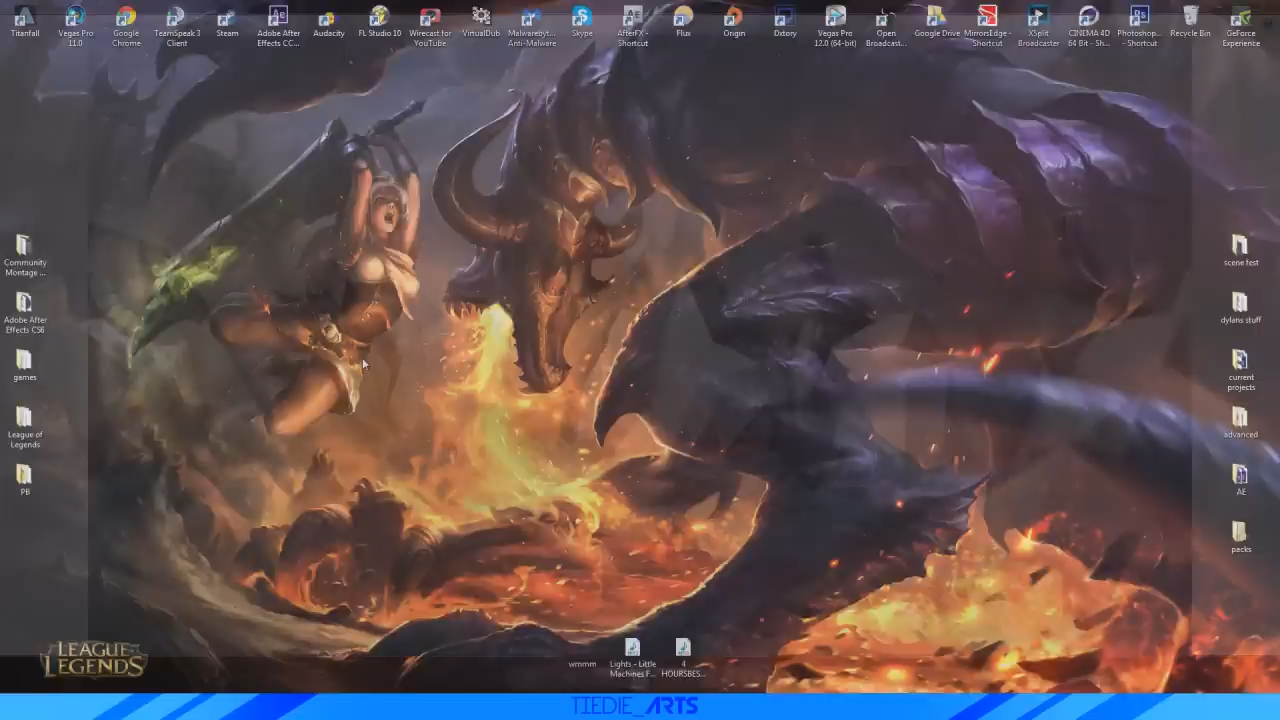 Titanfall
Vegas Pro
11.0
Google
Chrome
TeamSpeak 3
Client
Steam
Adobe After
Effects CC...
Audacity
FL Studio 10
Wirecast for
YouTube
VirtualDub
Malwarebyt...
Anti-Malware
Skype
AfterFX -
Shortcut
Flux
Origin
Dxtory
Vegas Pro
12.0 (64-bit)
Open
Broadcast...
Google Drive
MirrorsEdge -
Shortcut
XSplit
Broadcaster
CINEMA 4D
64 Bit - Sh...
Photoshop...
- Shortcut
Recycle Bin
GeForce
Experience
Community
Montage ...
Adobe After
Effects CS6
games
League of
Legends
PB
scene fest
dylans stuff
current
projects
advanced
AE
packs
LEAGUE
OF
LEGENDS
wmmm
Lights - Little
Machines F...
4
HOURSBES...
TIEDIE_ARTS